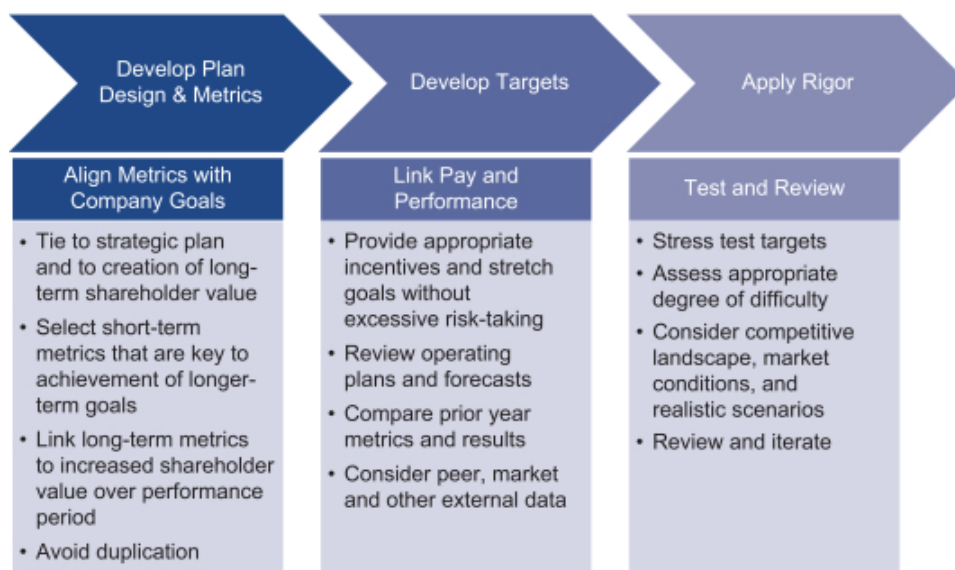 Develop Plan
Design & Metrics
Develop Targets
Apply Rigor
Align Metrics with
Company Goals
• Tie to strategic plan
and to creation of long-
term shareholder value
• Select short-term
metrics that are key to
achievement of longer-
term goals
• Link long-term metrics
to increased shareholder
value over performance
period
• Avoid duplication
Link Pay and
Performance
• Provide appropriate
incentives and stretch
goals without
excessive risk-taking
• Review operating
plans and forecasts
• Compare prior year
metrics and results
• Consider peer, market
and other external data
Test and Review
• Stress test targets
• Assess appropriate
degree of difficulty
• Consider competitive
landscape, market
conditions, and
realistic scenarios
• Review and iterate